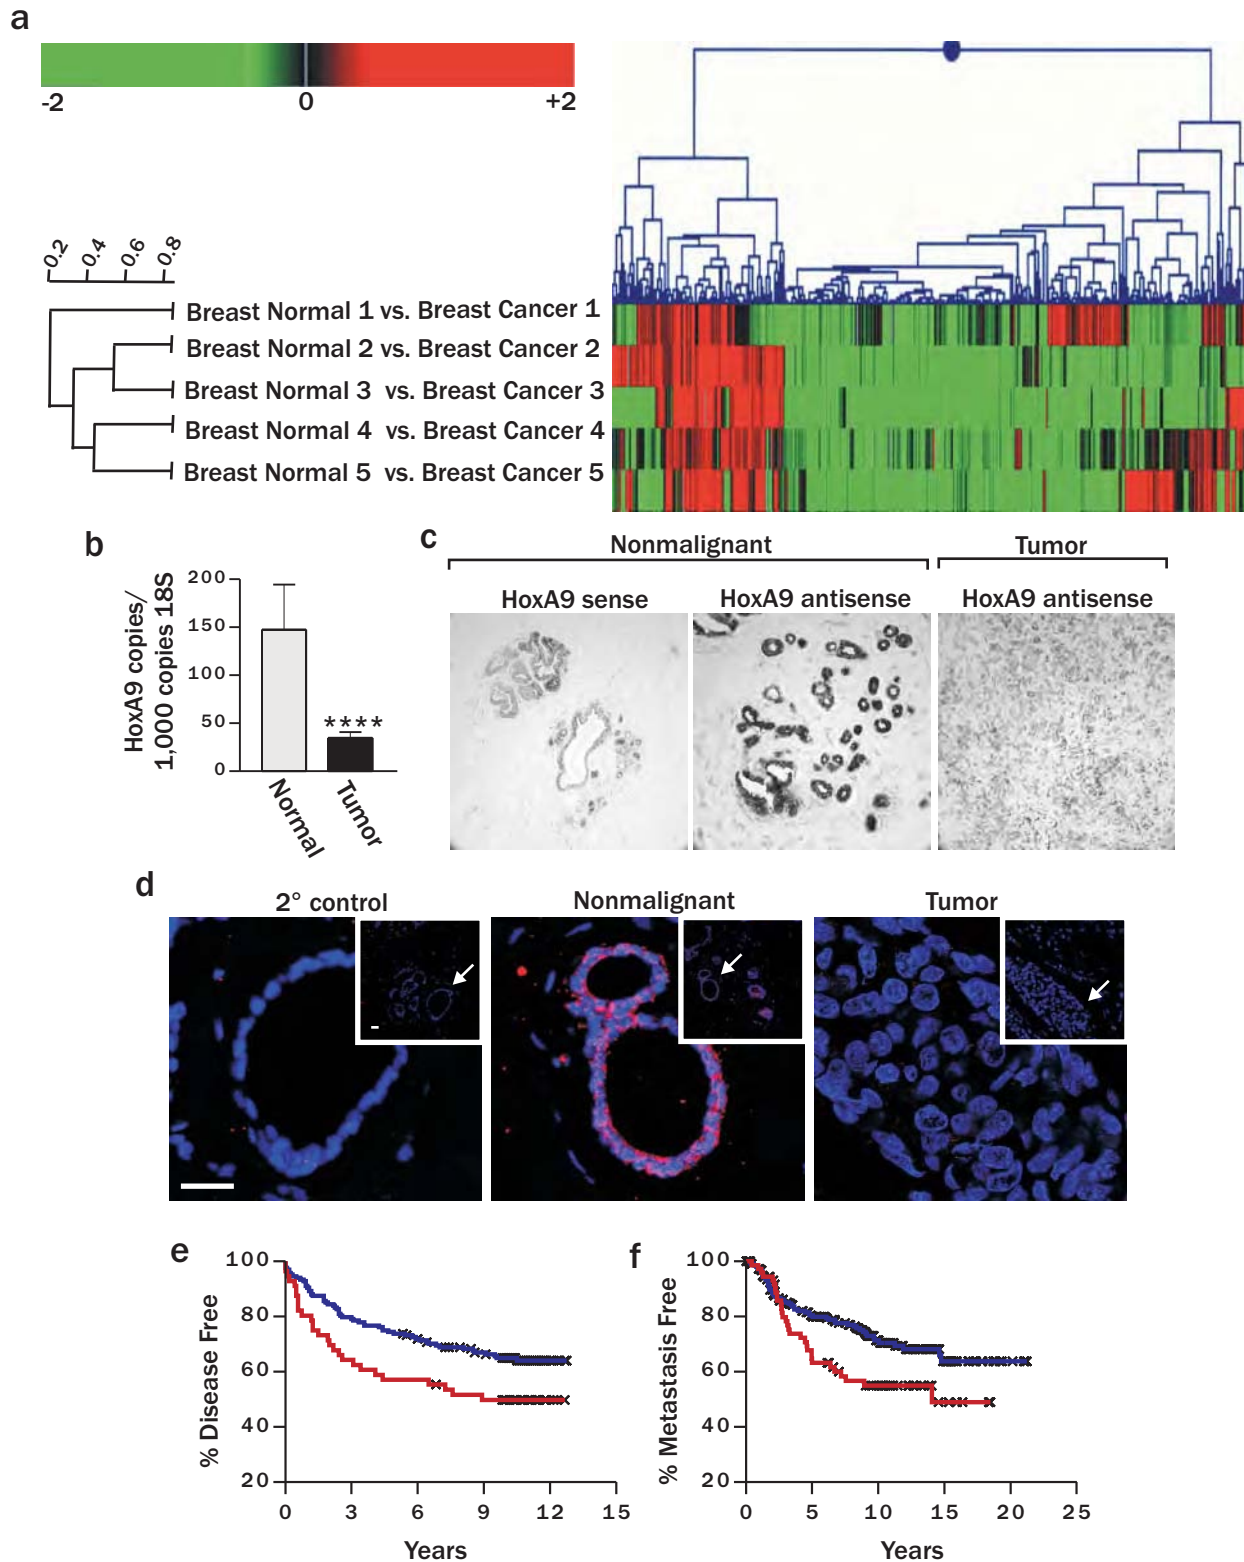 a
-2 0 +2
0.2 0.4 0.6 0.8
Breast Normal 1 vs. Breast Cancer 1
Breast Normal 2 vs. Breast Cancer 2
Breast Normal 3 vs. Breast Cancer 3
Breast Normal 4 vs. Breast Cancer 4
Breast Normal 5 vs. Breast Cancer 5
b
HoxA9 copies/
1,000 copies 18S
200
150
100
50
0
****
Normal
Tumor
c
Nonmalignant
Tumor
HoxA9 sense
HoxA9 antisense
HoxA9 antisense
d
2° control
Nonmalignant
Tumor
e
% Disease Free
100
80
60
40
20
0 3 6 9 12 15
Years
f
% Metastasis Free
100
80
60
40
20
0 5 10 15 20 25
Years